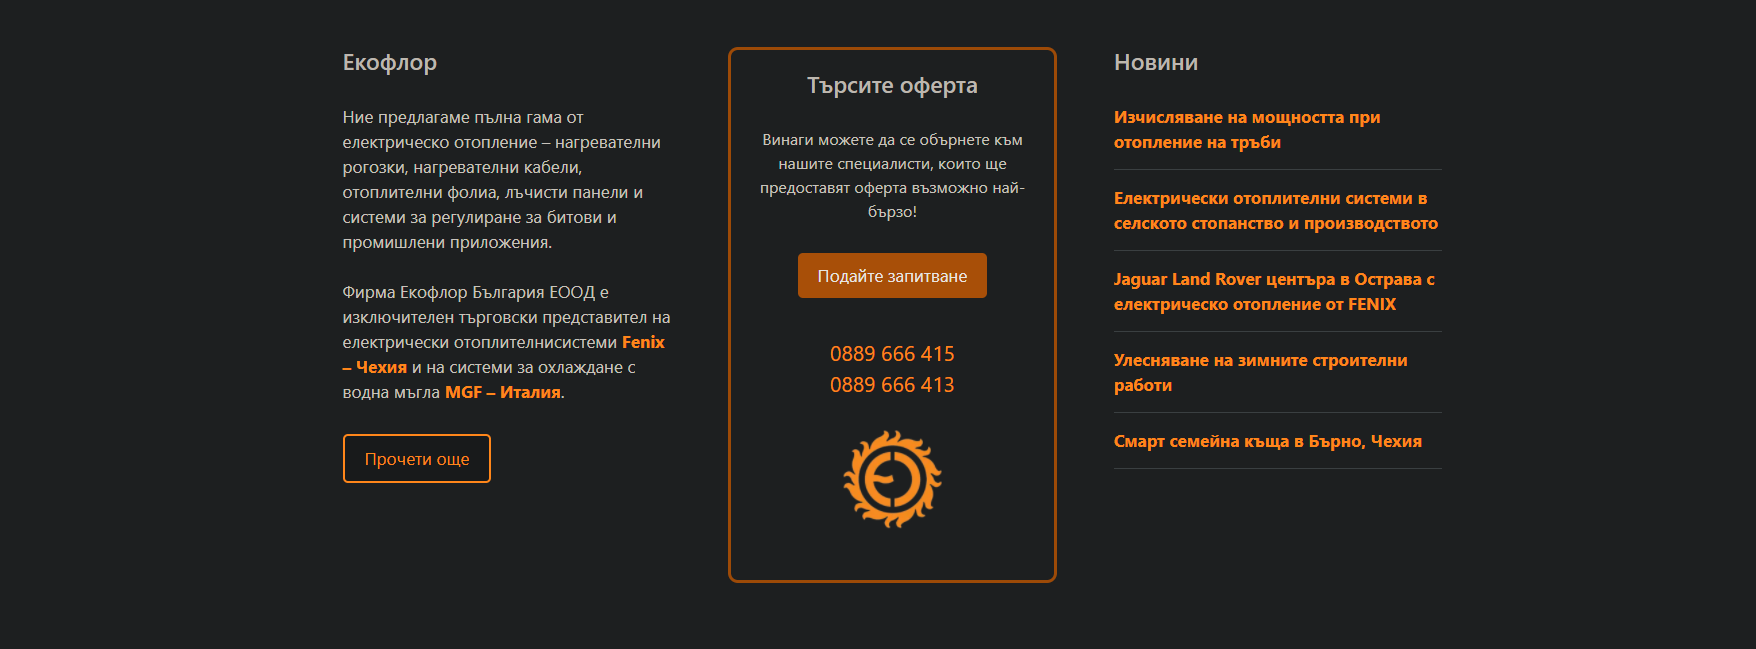 Екофлор
Ние предлагаме пълна гама от
електрическо отопление – нагревателни
рогозки, нагревателни кабели,
отоплителни фолиа, лъчисти панели и
системи за регулиране за битови и
промишлени приложения.
Фирма Екофлор България ЕООД е
изключителен търговски представител на
електрически отоплителнисистеми Fenix
– Чехия и на системи за охлаждане с
водна мъгла MGF – Италия.
Прочети още
Търсите оферта
Винаги можете да се обърнете към
нашите специалисти, които ще
предоставят оферта възможно най-
бързо!
Подайте запитване
0889 666 415
0889 666 413
Новини
Изчисляване на мощността при
отопление на тръби
Електрически отоплителни системи в
селското стопанство и производството
Jaguar Land Rover центъра в Острава с
електрическо отопление от FENIX
Улесняване на зимните строителни
работи
Смарт семейна къща в Бърно, Чехия